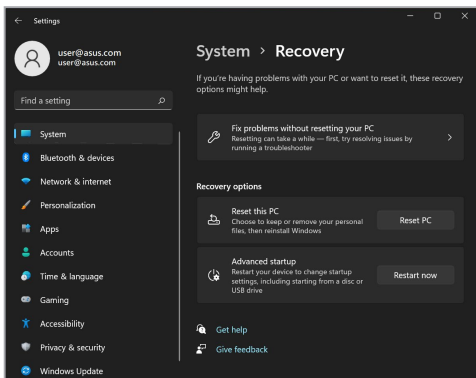 Settings
user@asus.com
user@asus.com
Find a setting
System
Bluetooth & devices
Network & internet
Personalization
Apps
Accounts
Time & language
Gaming
Accessibility
Privacy & security
Windows Update
System > Recovery
If you're having problems with your PC or want to reset it, these recovery
options might help.
Fix problems without resetting your PC
Resetting can take a while — first, try resolving issues by
running a troubleshooter
Recovery options
Reset this PC
Choose to keep or remove your personal
files, then reinstall Windows
Reset PC
Advanced startup
Restart your device to change startup
settings, including starting from a disc or
USB drive
Restart now
Get help
Give feedback